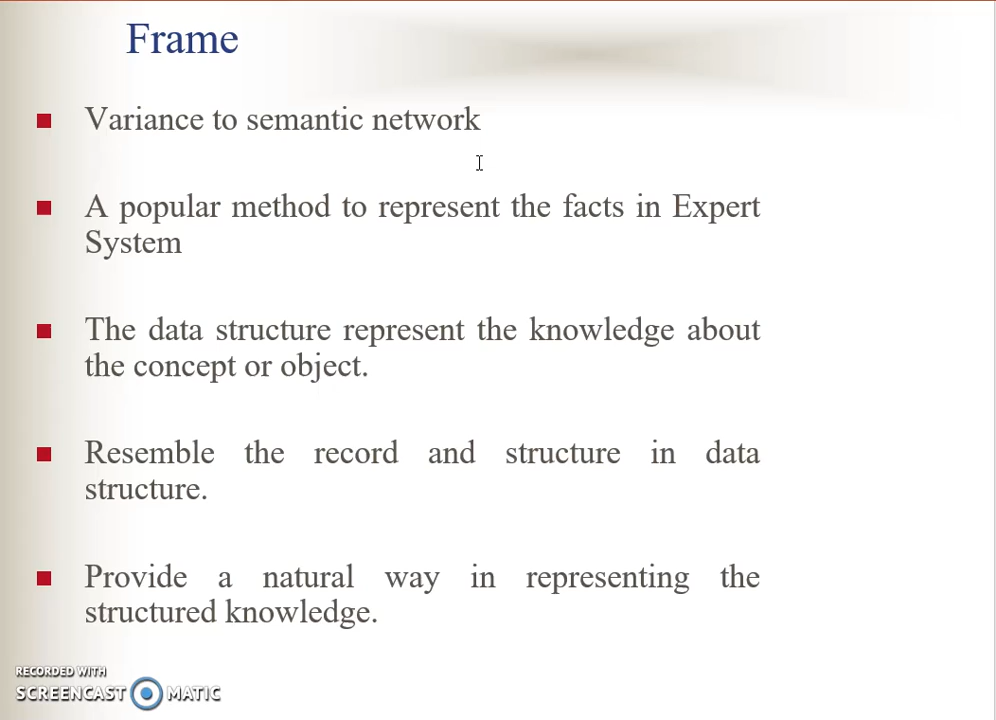 Frame
Variance to semantic network
A popular method to represent the facts in Expert
System
The data structure represent the knowledge about
the concept or object.
Resemble the record and structure in data
structure.
Provide a natural way in representing the
structured knowledge.
RECORDED WITH
SCREENCAST MATIC